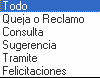 Todo
Queja o Reclamo
Consulta
Sugerencia
Tramite
Felicitaciones